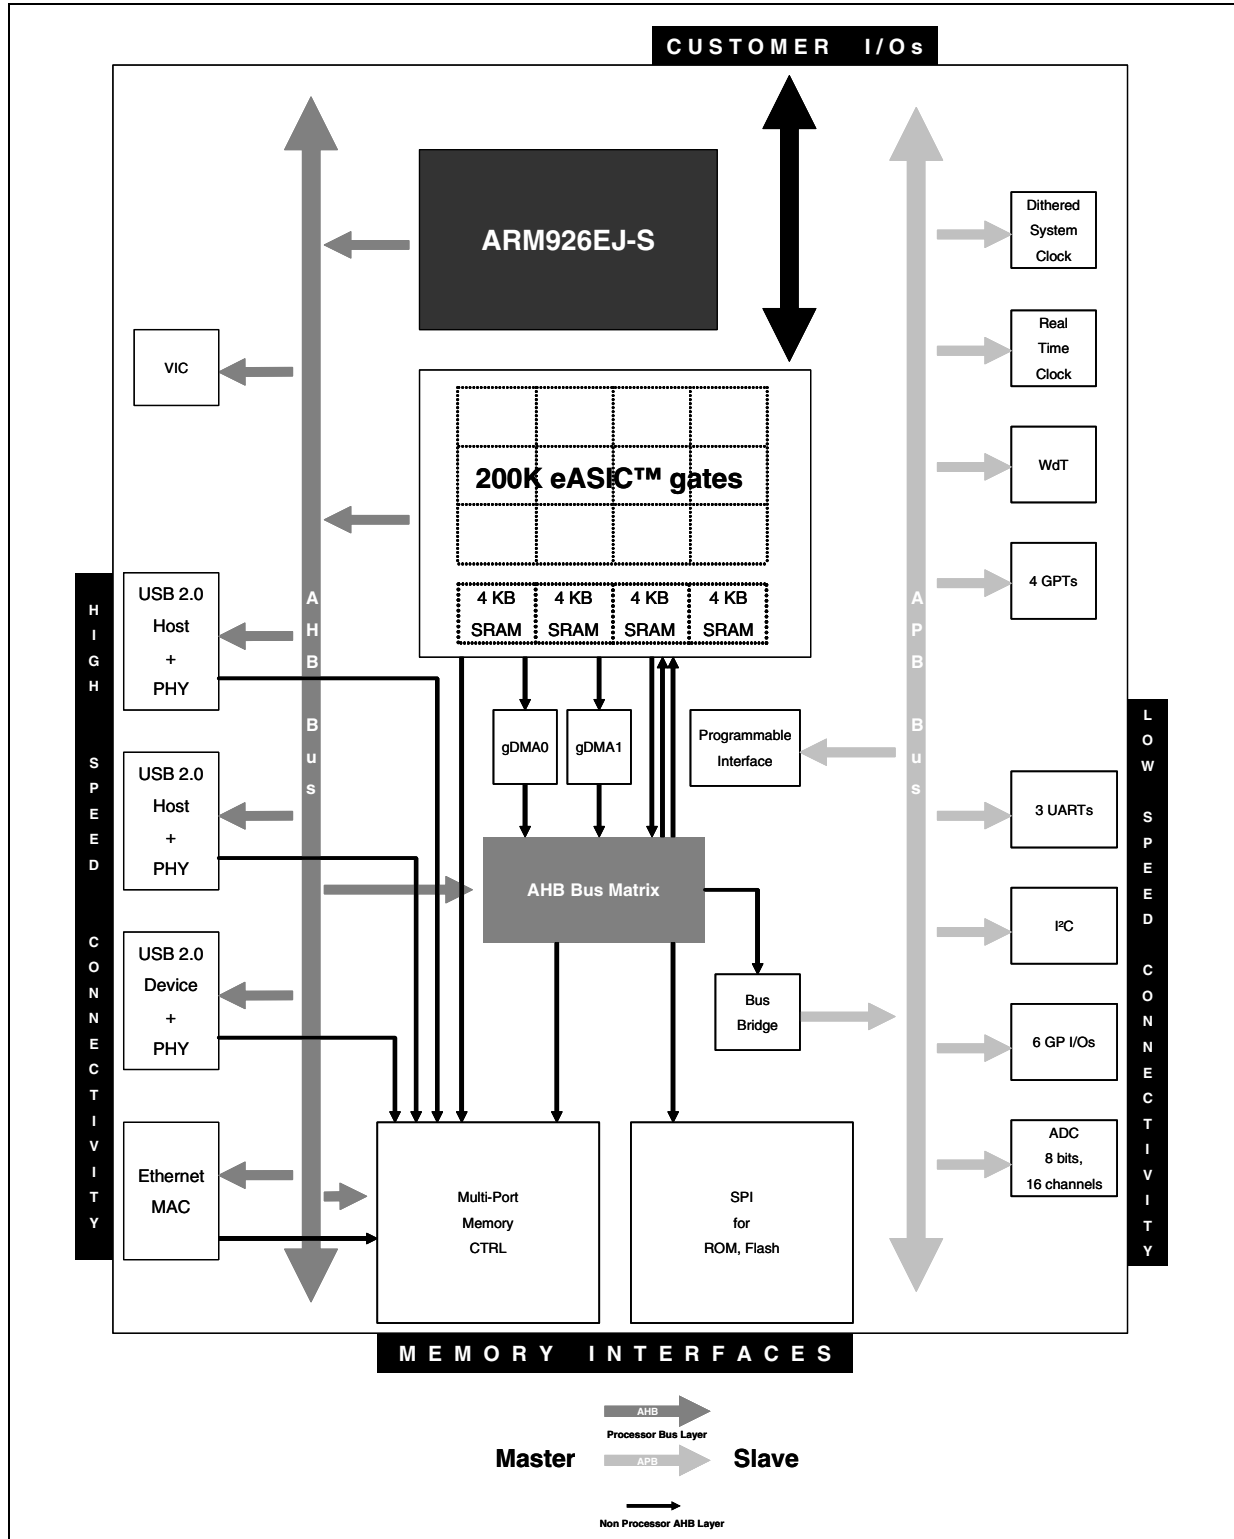 CUSTOMER I/Os
ARM926EJ-S
Dithered
System
Clock
VIC
Real
Time
Clock
200K eASIC™ gates
WdT
4 GPTs
4 KB
SRAM
4 KB
SRAM
4 KB
SRAM
4 KB
SRAM
HIGH SPEED CONNECTIVITY
USB 2.0
Host
+
PHY
AHB Bus
APB Bus
LOW SPEED CONNECTIVITY
gDMA0
gDMA1
Programmable
Interface
USB 2.0
Host
+
PHY
3 UARTs
AHB Bus Matrix
I²C
USB 2.0
Device
+
PHY
Bus
Bridge
6 GP I/Os
Ethernet
MAC
Multi-Port
Memory
CTRL
SPI
for
ROM, Flash
ADC
8 bits,
16 channels
MEMORY INTERFACES
AHB
Processor Bus Layer
Master
APB
Slave
Non Processor AHB Layer